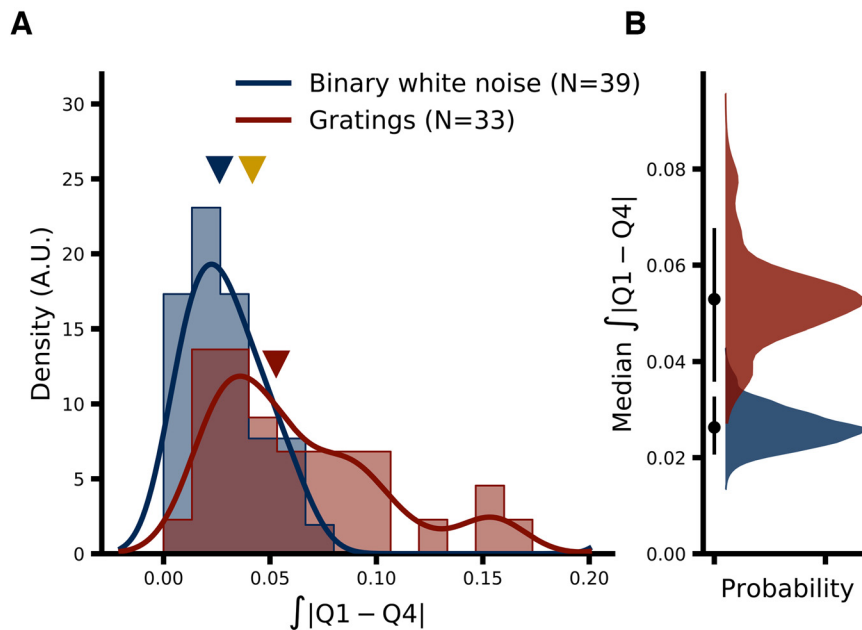 A
B
Binary white noise (N=39)
Gratings (N=33)
30
25
20
15
10
5
0
Density (A.U.)
0.00 0.05 0.10 0.15 0.20
∫|Q1 − Q4|
0.08
0.06
0.04
0.02
0.00
Median ∫|Q1 − Q4|
Probability